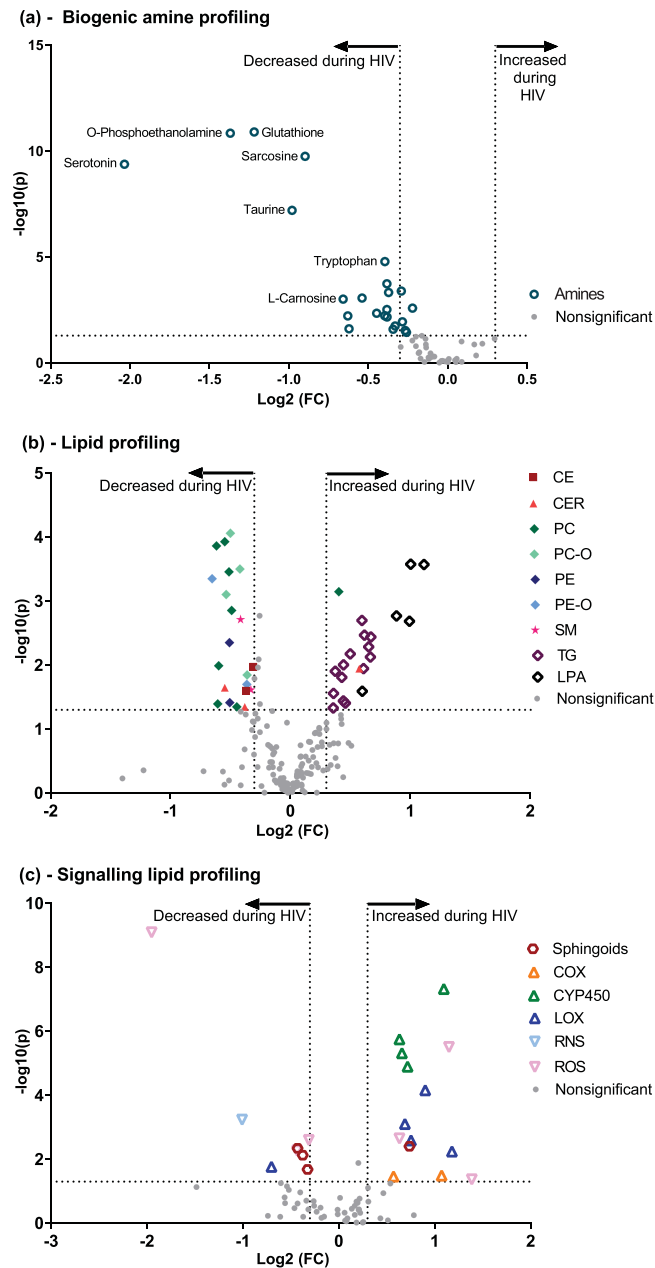 (a) - Biogenic amine profiling
Decreased during HIV
Increased
during
HIV
15
10
5
0
-log10(p)
O-Phosphoethanolamine
Glutathione
Serotonin
Sarcosine
Taurine
Tryptophan
L-Carnosine
Amines
Nonsignificant
-2.5
-2.0
-1.5
-1.0
-0.5
0.0
0.5
Log2 (FC)
(b) - Lipid profiling
Decreased during HIV
Increased during HIV
5
4
3
2
1
0
-log10(p)
CE
CER
PC
PC-O
PE
PE-O
SM
TG
LPA
Nonsignificant
-2
-1
0
1
2
Log2 (FC)
(c) - Signalling lipid profiling
Decreased during HIV
Increased during HIV
10
8
6
4
2
0
-log10(p)
Sphingoids
COX
CYP450
LOX
RNS
ROS
Nonsignificant
-3
-2
-1
0
1
2
Log2 (FC)